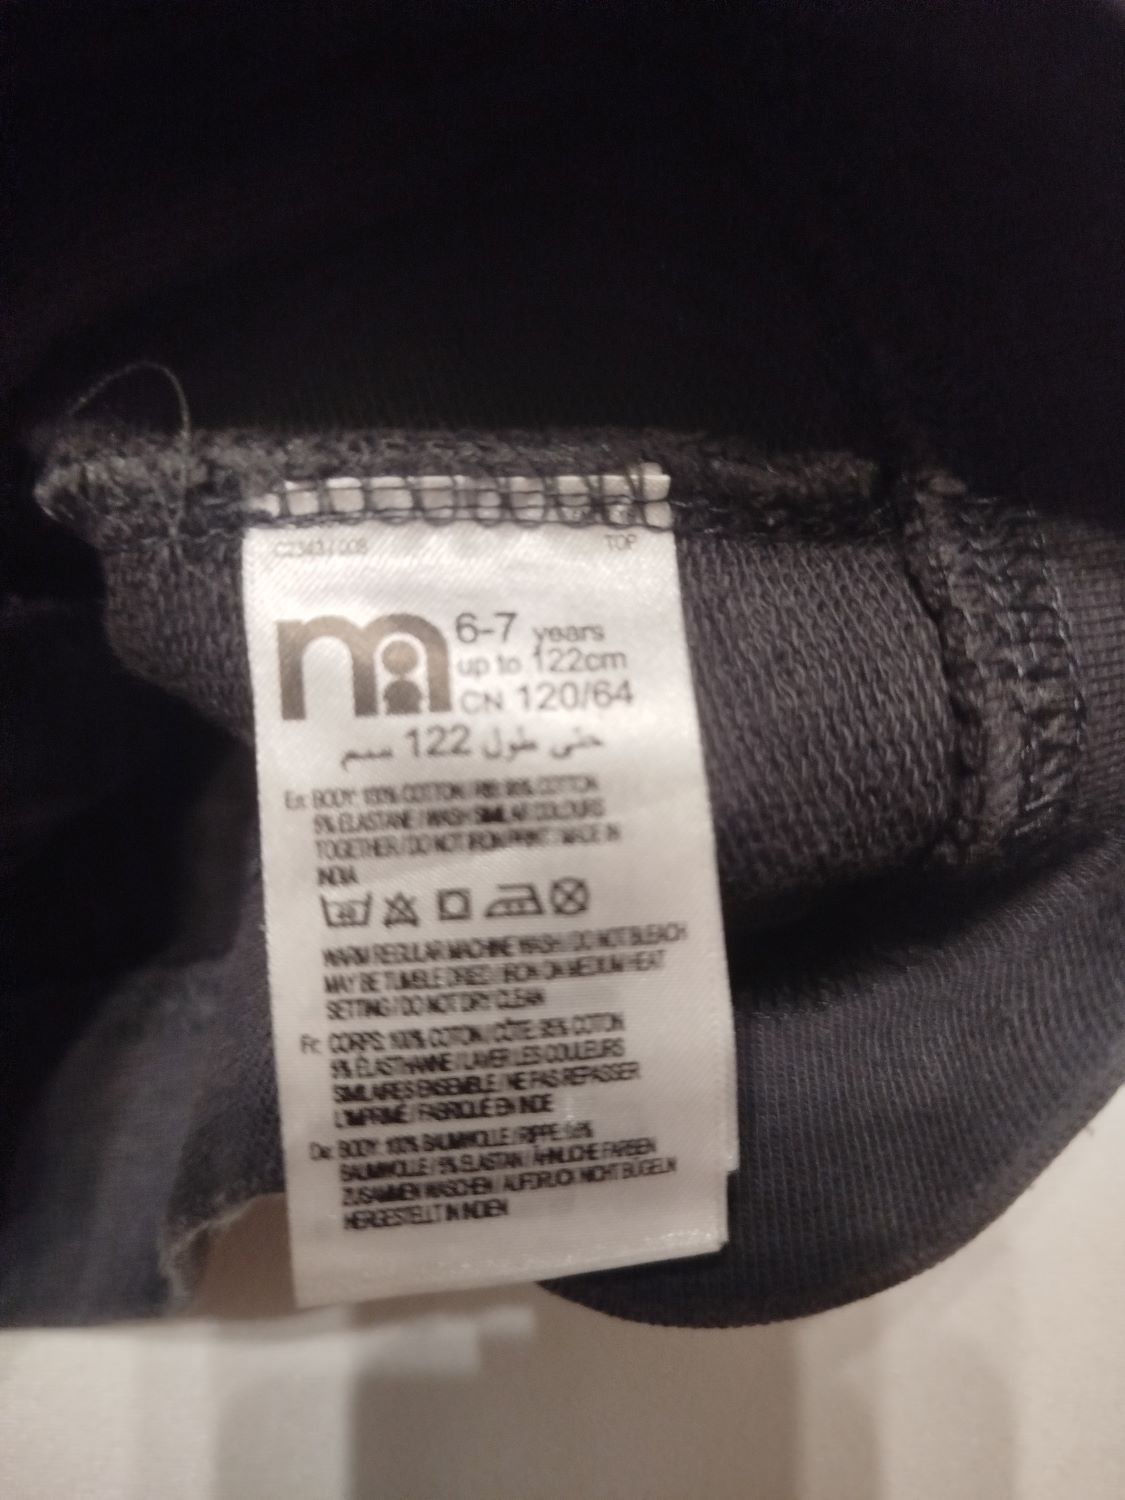 C2343 / 008 TOP
6-7 years
up to 122cm
CN 120/64
حتى طول 122 سم
En: BODY: 100% COTTON / RIB: 95% COTTON
5% ELASTANE / WASH SIMILAR COLOURS
TOGETHER / DO NOT IRON PRINT / MADE IN
INDIA
40
WARM REGULAR MACHINE WASH / DO NOT BLEACH
MAY BE TUMBLE DRIED / IRON ON MEDIUM HEAT
SETTING / DO NOT DRY CLEAN
Fr: CORPS: 100% COTON / CÔTE: 95% COTON
5% ÉLASTHANNE / LAVER LES COULEURS
SIMILAIRES ENSEMBLE / NE PAS REPASSER
L'IMPRIMÉ / FABRIQUÉ EN INDE
De: BODY: 100% BAUMWOLLE / RIPPE: 95%
BAUMWOLLE / 5% ELASTAN / ÄHNLICHE FARBEN
ZUSAMMEN WASCHEN / AUFDRUCK NICHT BÜGELN
HERGESTELLT IN INDIEN